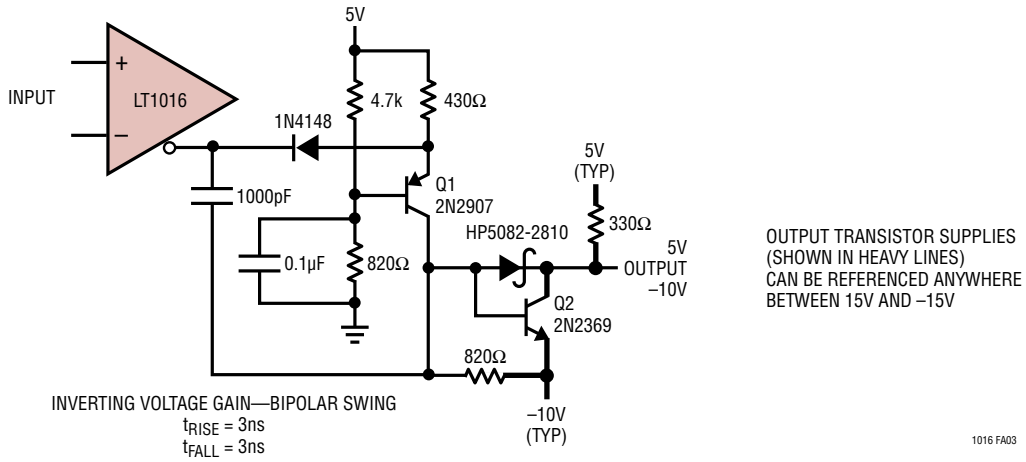 5V
+
INPUT
LT1016
4.7k
430Ω
1N4148
−
1000pF
Q1
2N2907
5V
(TYP)
330Ω
HP5082-2810
0.1µF
820Ω
5V
OUTPUT
–10V
Q2
2N2369
OUTPUT TRANSISTOR SUPPLIES
(SHOWN IN HEAVY LINES)
CAN BE REFERENCED ANYWHERE
BETWEEN 15V AND –15V
820Ω
–10V
(TYP)
INVERTING VOLTAGE GAIN—BIPOLAR SWING
tRISE = 3ns
tFALL = 3ns
1016 FA03